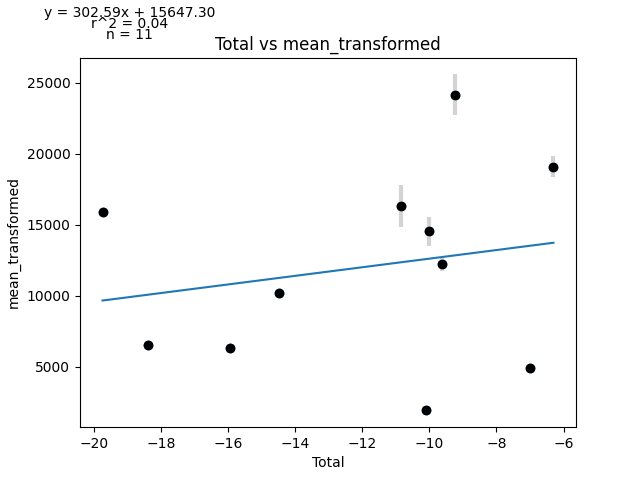 y = 302.59x + 15647.30
r^2 = 0.04
n = 11
Total vs mean_transformed
25000
20000
15000
10000
5000
mean_transformed
−20
−18
−16
−14
−12
−10
−8
−6
Total